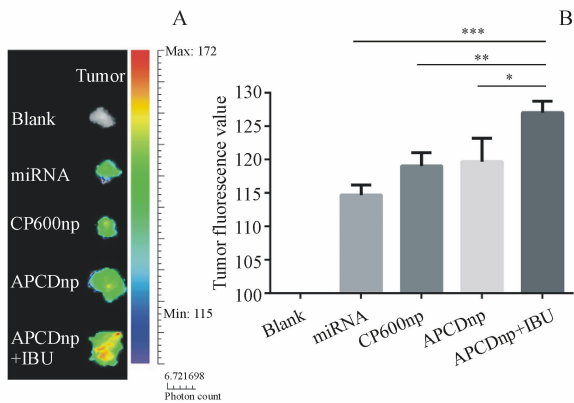 A
Tumor
Blank
miRNA
CP600np
APCDnp
APCDnp
+IBU
Max: 172
Min: 115
6.721698
Photon count
B
***
**
*
Tumor fluorescence value
130
125
120
115
110
105
100
Blank
miRNA
CP600np
APCDnp
APCDnp+IBU